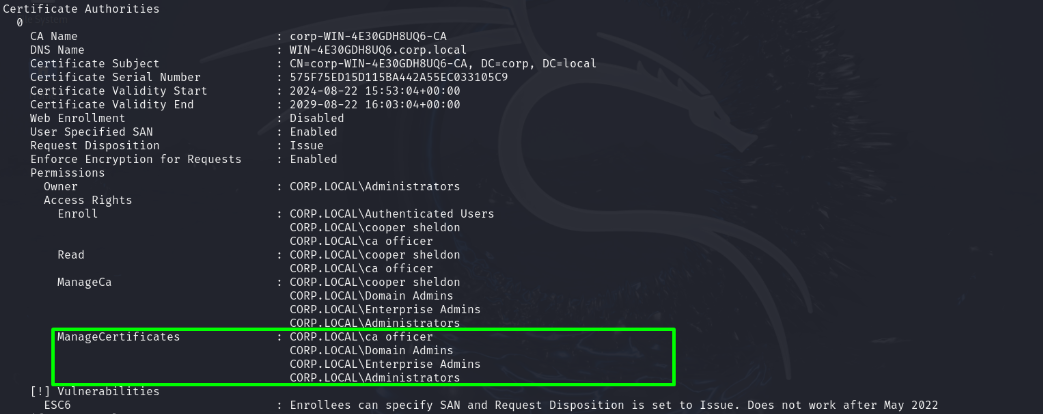 Certificate Authorities
0
CA Name : corp-WIN-4E30GDH8UQ6-CA
DNS Name : WIN-4E30GDH8UQ6.corp.local
Certificate Subject : CN=corp-WIN-4E30GDH8UQ6-CA, DC=corp, DC=local
Certificate Serial Number : 575F75ED15D115BA442A55EC033105C9
Certificate Validity Start : 2024-08-22 15:53:04+00:00
Certificate Validity End : 2029-08-22 16:03:04+00:00
Web Enrollment : Disabled
User Specified SAN : Enabled
Request Disposition : Issue
Enforce Encryption for Requests : Enabled
Permissions
Owner : CORP.LOCAL\Administrators
Access Rights
Enroll : CORP.LOCAL\Authenticated Users
CORP.LOCAL\cooper sheldon
CORP.LOCAL\ca officer
Read : CORP.LOCAL\cooper sheldon
CORP.LOCAL\ca officer
ManageCa : CORP.LOCAL\cooper sheldon
CORP.LOCAL\Domain Admins
CORP.LOCAL\Enterprise Admins
CORP.LOCAL\Administrators
ManageCertificates : CORP.LOCAL\ca officer
CORP.LOCAL\Domain Admins
CORP.LOCAL\Enterprise Admins
CORP.LOCAL\Administrators
[!] Vulnerabilities
ESC6 : Enrollees can specify SAN and Request Disposition is set to Issue. Does not work after May 2022